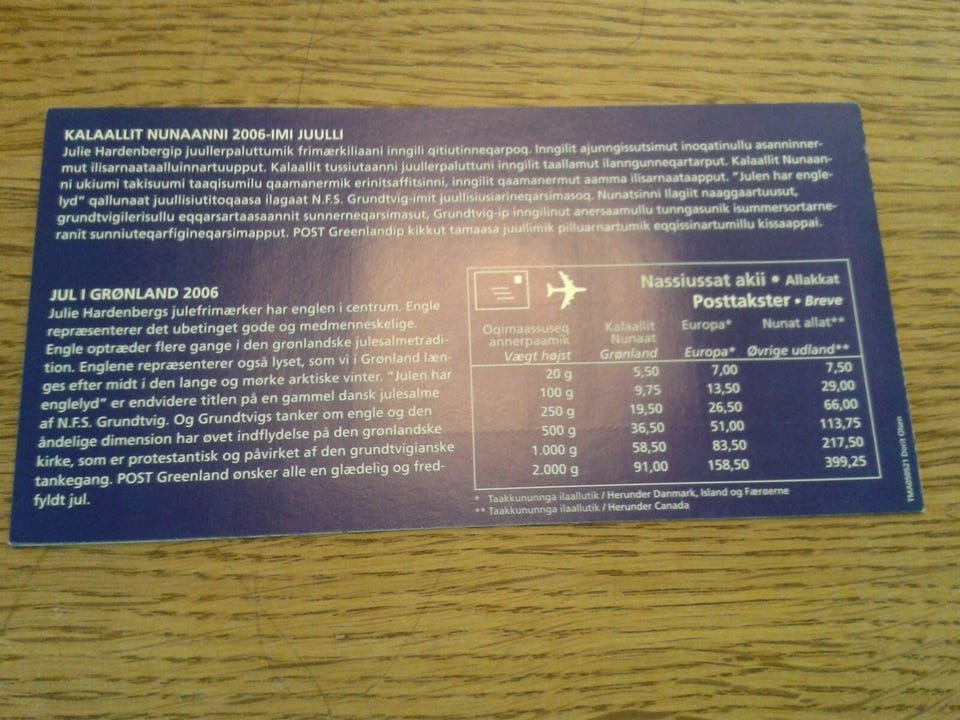 KALAALLIT NUNAANNI 2006-IMI JUULLI
Julie Hardenbergip juullerpaluttumik frimærkiliaani inngili qitiutinneqarpoq. Inngilit ajunngissutsimut inoqatinullu asanninner-
mut ilisarnaataalluinnartuupput. Kalaallit tussiutaanni juullerpaluttuni inngilit taallamut ilanngunneqartarput. Kalaallit Nunaan-
ni ukiumi takisuumi taaqisumilu qaamanermik erinitsaffitsinni, inngilit qaamanermut aamma ilisarnaataapput. "Julen har engle-
lyd" qallunaat juullisiutitoqaasa ilagaat N.F.S. Grundtvig-imit juullisiusiarineqarsimasoq. Nunatsinni Ilagiit naaggaartuusut,
grundtvigilerisullu eqqarsartaasaannit sunnerneqarsimasut, Grundtvig-ip inngilinut anersaamullu tunngasunik isummersortarne-
ranit sunniuteqarfigineqarsimapput. POST Greenlandip kikkut tamaasa juullimik pilluarnartumik eqqissinartumillu kissaappai.
JUL I GRØNLAND 2006
Julie Hardenbergs julefrimærker har englen i centrum. Engle
repræsenterer det ubetinget gode og medmenneskelige.
Engle optræder flere gange i den grønlandske julesalmetradi-
tion. Englene repræsenterer også lyset, som vi i Grønland læn-
ges efter midt i den lange og mørke arktiske vinter. "Julen har
englelyd" er endvidere titlen på en gammel dansk julesalme
af N.F.S. Grundtvig. Og Grundtvigs tanker om engle og den
åndelige dimension har øvet indflydelse på den grønlandske
kirke, som er protestantisk og påvirket af den grundtvigianske
tankegang. POST Greenland ønsker alle en glædelig og fred-
fyldt jul.
Nassiussat akii • Allakkat
Posttakster • Breve
Oqimaassuseq Kalaallit Europa* Nunat allat**
annerpaamik Nunaat
Vægt højst Grønland Europa* Øvrige udland**
20 g 5,50 7,00 7,50
100 g 9,75 13,50 29,00
250 g 19,50 26,50 66,00
500 g 36,50 51,00 113,75
1.000 g 58,50 83,50 217,50
2.000 g 91,00 158,50 399,25
* Taakkununnga ilaallutik / Herunder Danmark, Island og Færøerne
** Taakkununnga ilaallutik / Herunder Canada
TMA050521 Dorit Olsen